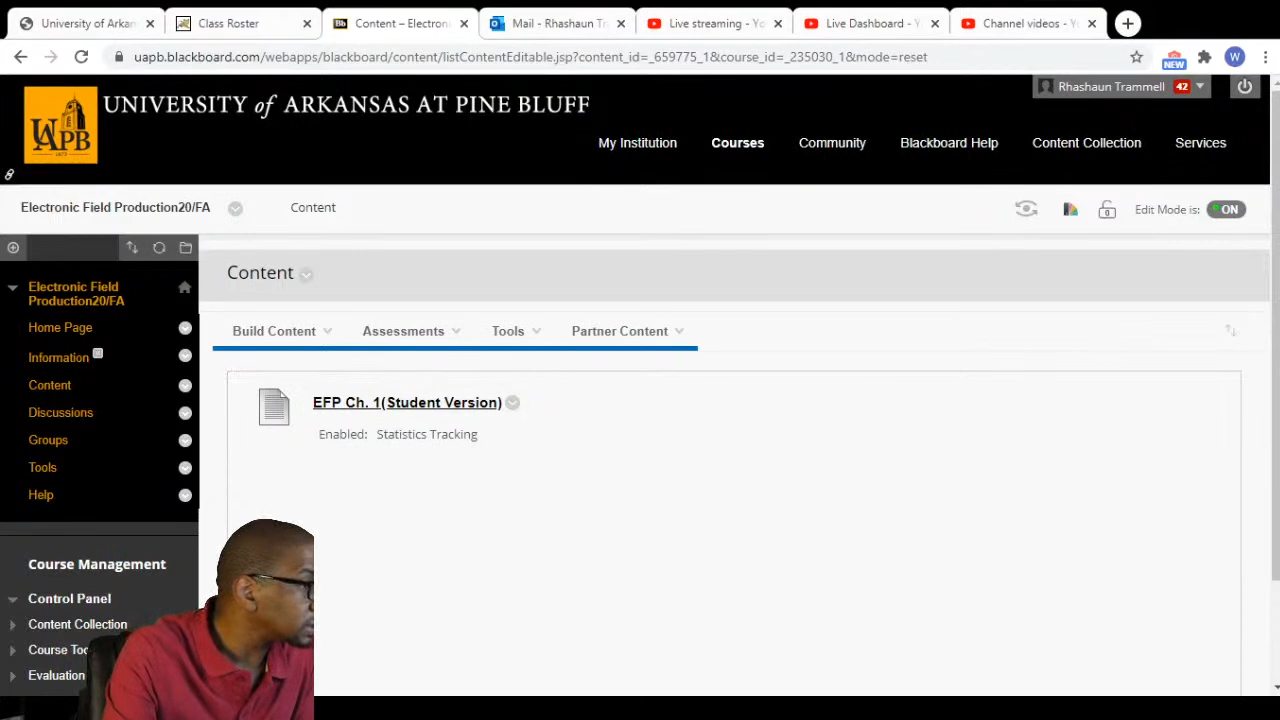 University of Arkan
Class Roster
Bb
Content – Electron
Mail - Rhashaun Tr
Live streaming - Yo
Live Dashboard - Y
Channel videos - Yo
uapb.blackboard.com/webapps/blackboard/content/listContentEditable.jsp?content_id=_659775_1&course_id=_235030_1&mode=reset
NEW
W
UAPB
1873
UNIVERSITY of ARKANSAS AT PINE BLUFF
Rhashaun Trammell
42
My Institution
Courses
Community
Blackboard Help
Content Collection
Services
Electronic Field Production20/FA
Content
Edit Mode is:
ON
Content
Electronic Field
Production20/FA
Home Page
Information
Content
Discussions
Groups
Tools
Help
Build Content
Assessments
Tools
Partner Content
EFP Ch. 1(Student Version)
Enabled:
Statistics Tracking
Course Management
Control Panel
Content Collection
Course Too
Evaluation